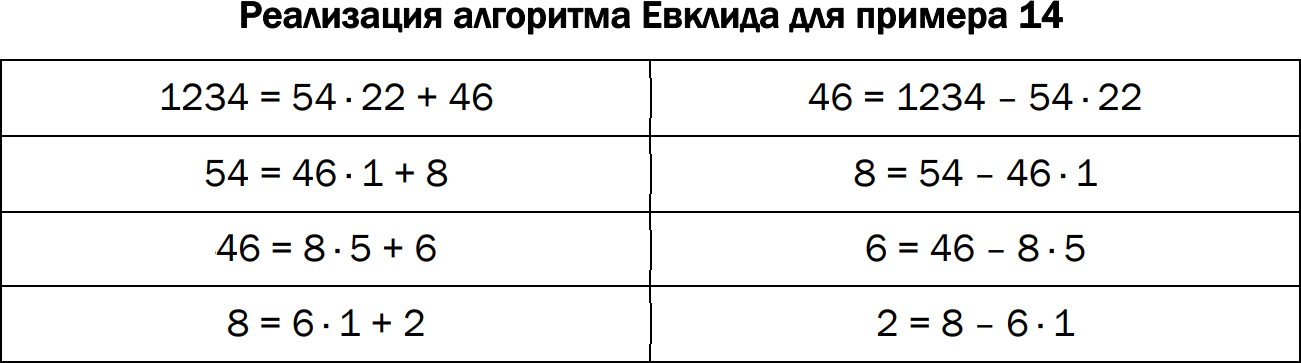 Реализация алгоритма Евклида для примера 14
1234 = 54 · 22 + 46 46 = 1234 – 54 · 22
54 = 46 · 1 + 8 8 = 54 – 46 · 1
46 = 8 · 5 + 6 6 = 46 – 8 · 5
8 = 6 · 1 + 2 2 = 8 – 6 · 1